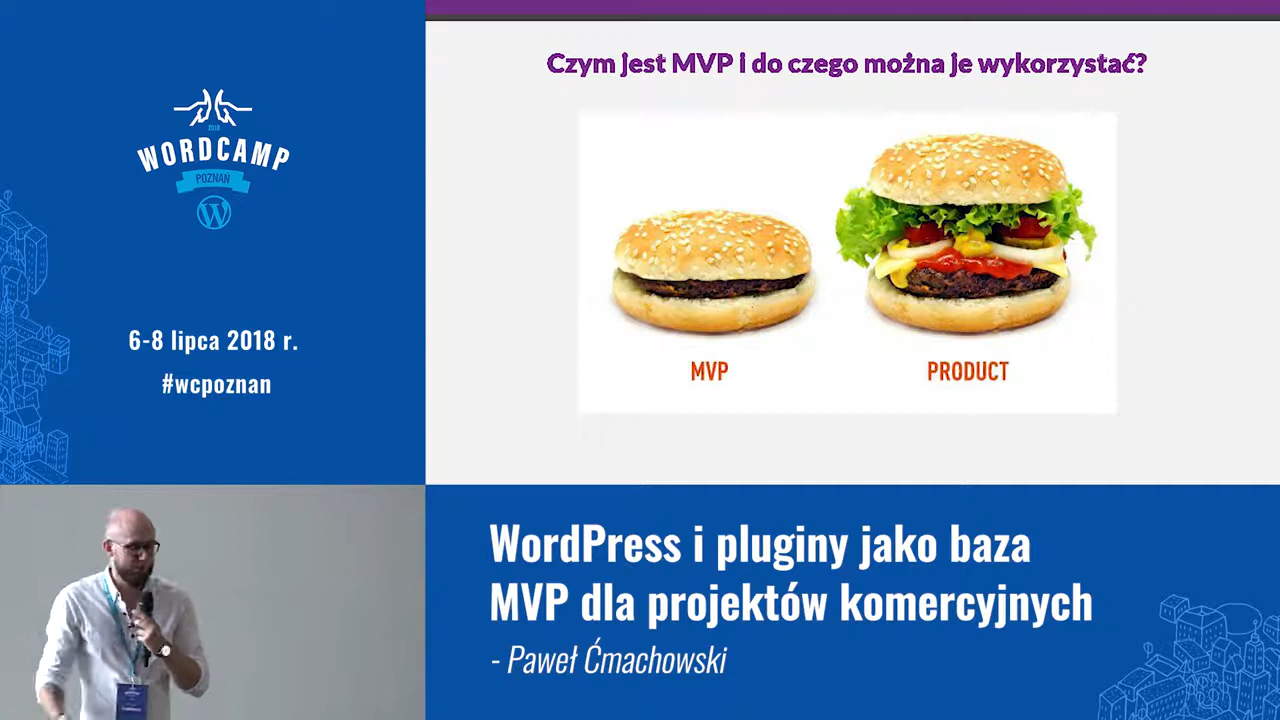 2018
WORDCAMP
POZNAŃ
6-8 lipca 2018 r.
#wcpoznan
Czym jest MVP i do czego można je wykorzystać?
MVP
PRODUCT
WordPress i pluginy jako baza
MVP dla projektów komercyjnych
- Paweł Ćmachowski